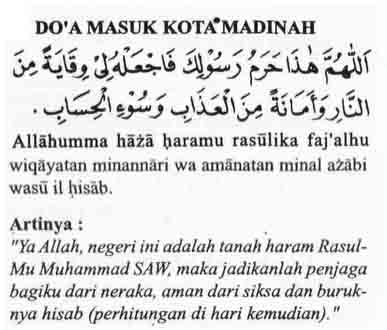 DO'A MASUK KOTA MADINAH
اَللّٰهُمَّ هٰذَا حَرَمُ رَسُوْلِكَ فَاجْعَلْهُ لِيْ وِقَايَةً مِنَ
النَّارِ وَأَمَانَةً مِنَ الْعَذَابِ وَسُوْءِ الْحِسَابِ .
Allāhumma hāżā ḥaramu rasūlika faj'alhu
wiqāyatan minannāri wa amānatan minal ażābi
wasū il ḥisāb.
Artinya :
"Ya Allah, negeri ini adalah tanah haram Rasul-
Mu Muhammad SAW, maka jadikanlah penjaga
bagiku dari neraka, aman dari siksa dan buruk-
nya hisab (perhitungan di hari kemudian)."